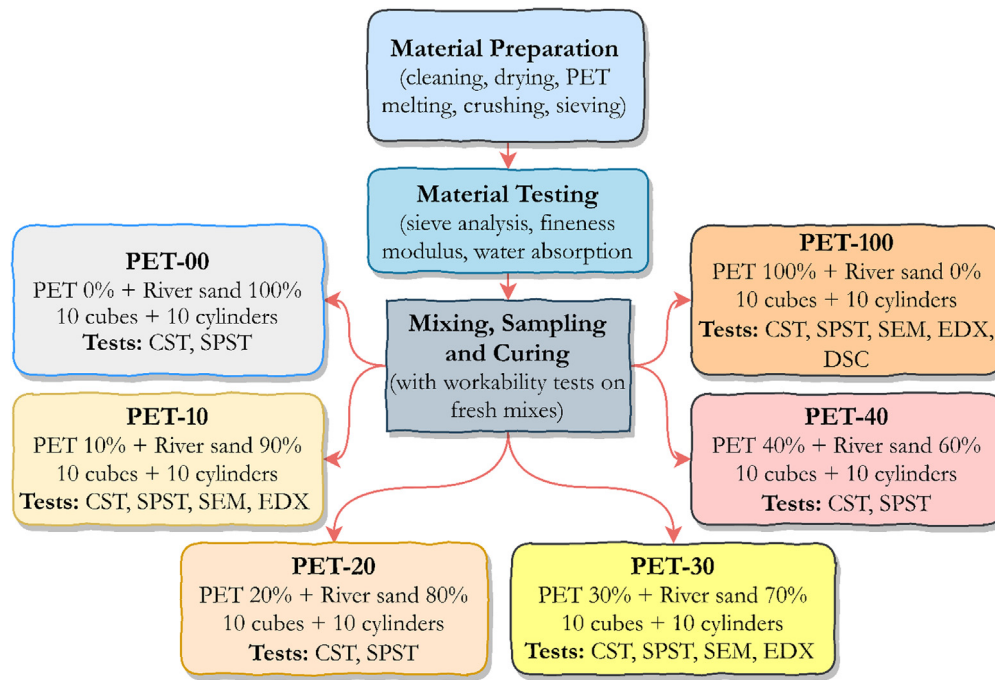 Material Preparation
(cleaning, drying, PET
melting, crushing, sieving)
Material Testing
(sieve analysis, fineness
modulus, water absorption
PET-00
PET 0% + River sand 100%
10 cubes + 10 cylinders
Tests: CST, SPST
Mixing, Sampling
and Curing
(with workability tests on
fresh mixes)
PET-100
PET 100% + River sand 0%
10 cubes + 10 cylinders
Tests: CST, SPST, SEM, EDX,
DSC
PET-10
PET 10% + River sand 90%
10 cubes + 10 cylinders
Tests: CST, SPST, SEM, EDX
PET-40
PET 40% + River sand 60%
10 cubes + 10 cylinders
Tests: CST, SPST
PET-20
PET 20% + River sand 80%
10 cubes + 10 cylinders
Tests: CST, SPST
PET-30
PET 30% + River sand 70%
10 cubes + 10 cylinders
Tests: CST, SPST, SEM, EDX